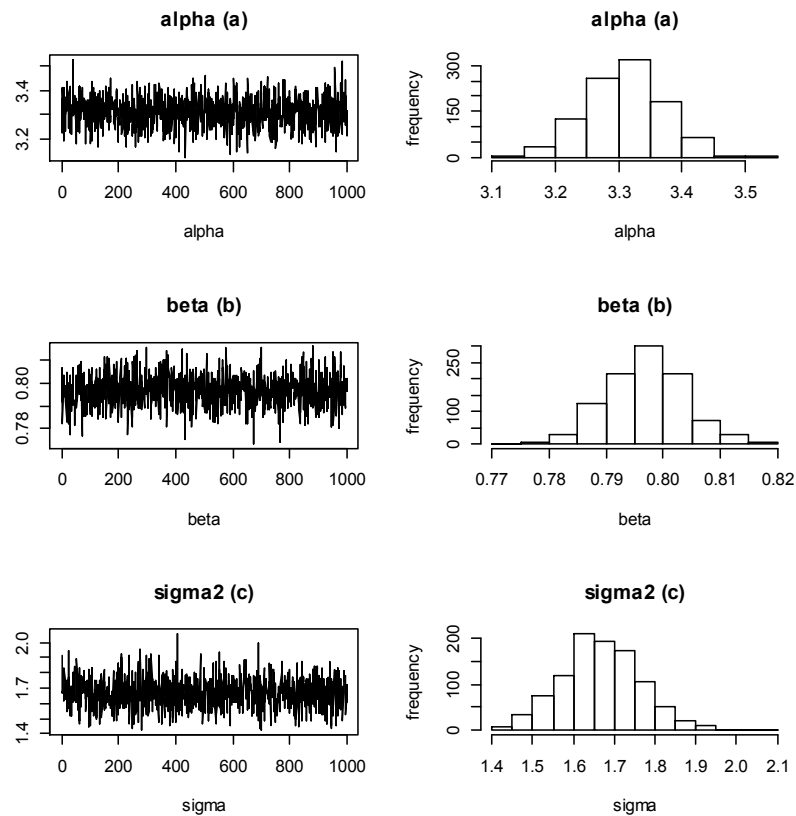 alpha (a)
3.4
3.2
0 200 400 600 800 1000
alpha
alpha (a)
frequency
300
150
0
3.1 3.2 3.3 3.4 3.5
alpha
beta (b)
0.80
0.78
0 200 400 600 800 1000
beta
beta (b)
frequency
250
100
0
0.77 0.78 0.79 0.80 0.81 0.82
beta
sigma2 (c)
2.0
1.7
1.4
0 200 400 600 800 1000
sigma
sigma2 (c)
frequency
200
100
0
1.4 1.5 1.6 1.7 1.8 1.9 2.0 2.1
sigma